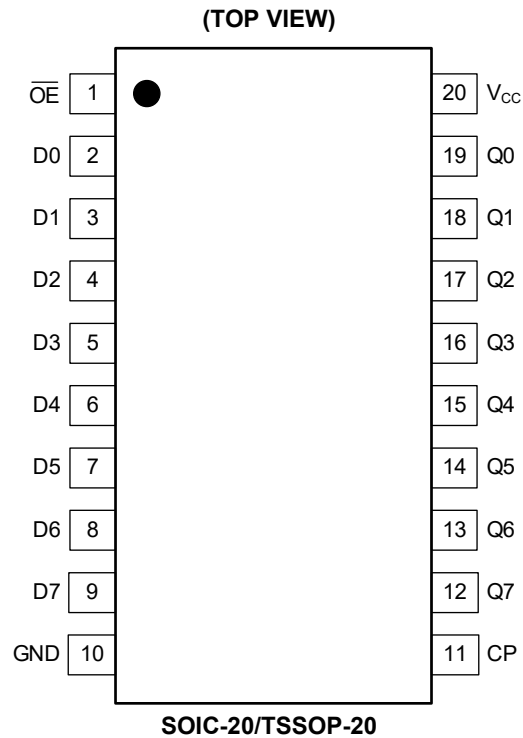 (TOP VIEW)
O̅E̅ 1 20 VCC
D0 2 19 Q0
D1 3 18 Q1
D2 4 17 Q2
D3 5 16 Q3
D4 6 15 Q4
D5 7 14 Q5
D6 8 13 Q6
D7 9 12 Q7
GND 10 11 CP
SOIC-20/TSSOP-20